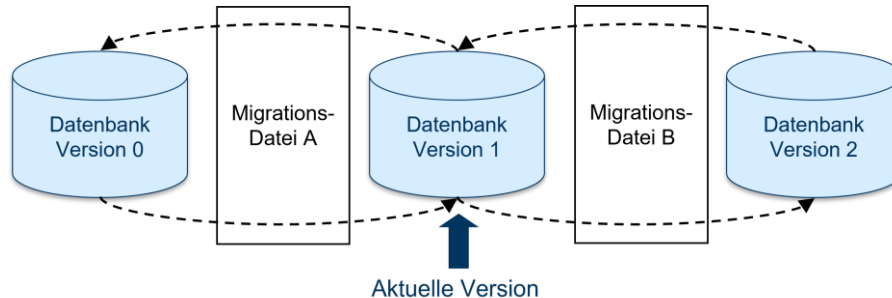 Datenbank
Version 0
Migrations-
Datei A
Datenbank
Version 1
Migrations-
Datei B
Datenbank
Version 2
Aktuelle Version